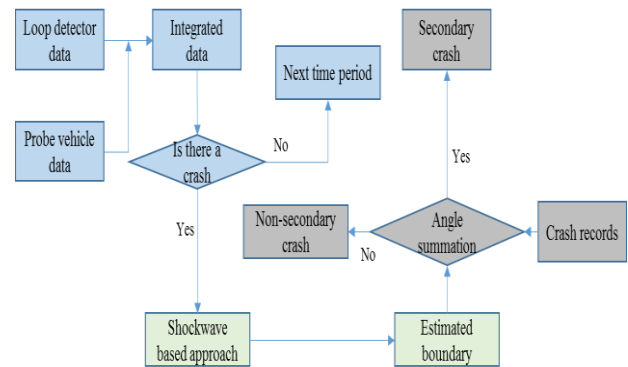 Loop detector
data
Integrated
data
Secondary
crash
Next time period
Probe vehicle
data
Is there a
crash
No
Yes
Yes
Non-secondary
crash
Angle
summation
Crash records
No
Shockwave
based approach
Estimated
boundary